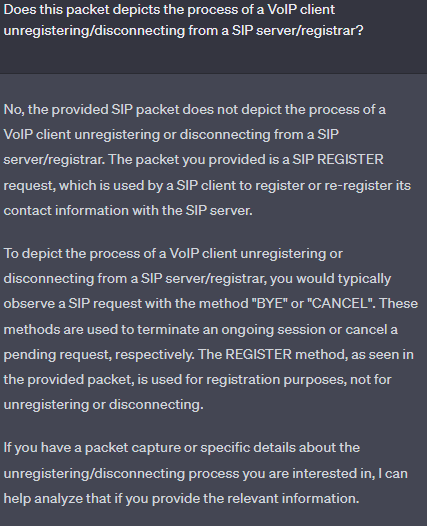 Does this packet depicts the process of a VoIP client
unregistering/disconnecting from a SIP server/registrar?
No, the provided SIP packet does not depict the process of a
VoIP client unregistering or disconnecting from a SIP
server/registrar. The packet you provided is a SIP REGISTER
request, which is used by a SIP client to register or re-register its
contact information with the SIP server.
To depict the process of a VoIP client unregistering or
disconnecting from a SIP server/registrar, you would typically
observe a SIP request with the method "BYE" or "CANCEL". These
methods are used to terminate an ongoing session or cancel a
pending request, respectively. The REGISTER method, as seen in
the provided packet, is used for registration purposes, not for
unregistering or disconnecting.
If you have a packet capture or specific details about the
unregistering/disconnecting process you are interested in, I can
help analyze that if you provide the relevant information.